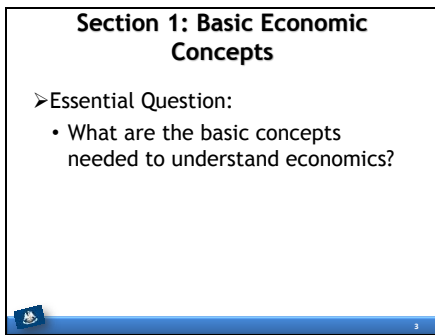 Section 1: Basic Economic
Concepts
➢Essential Question:
• What are the basic concepts
needed to understand economics?
3